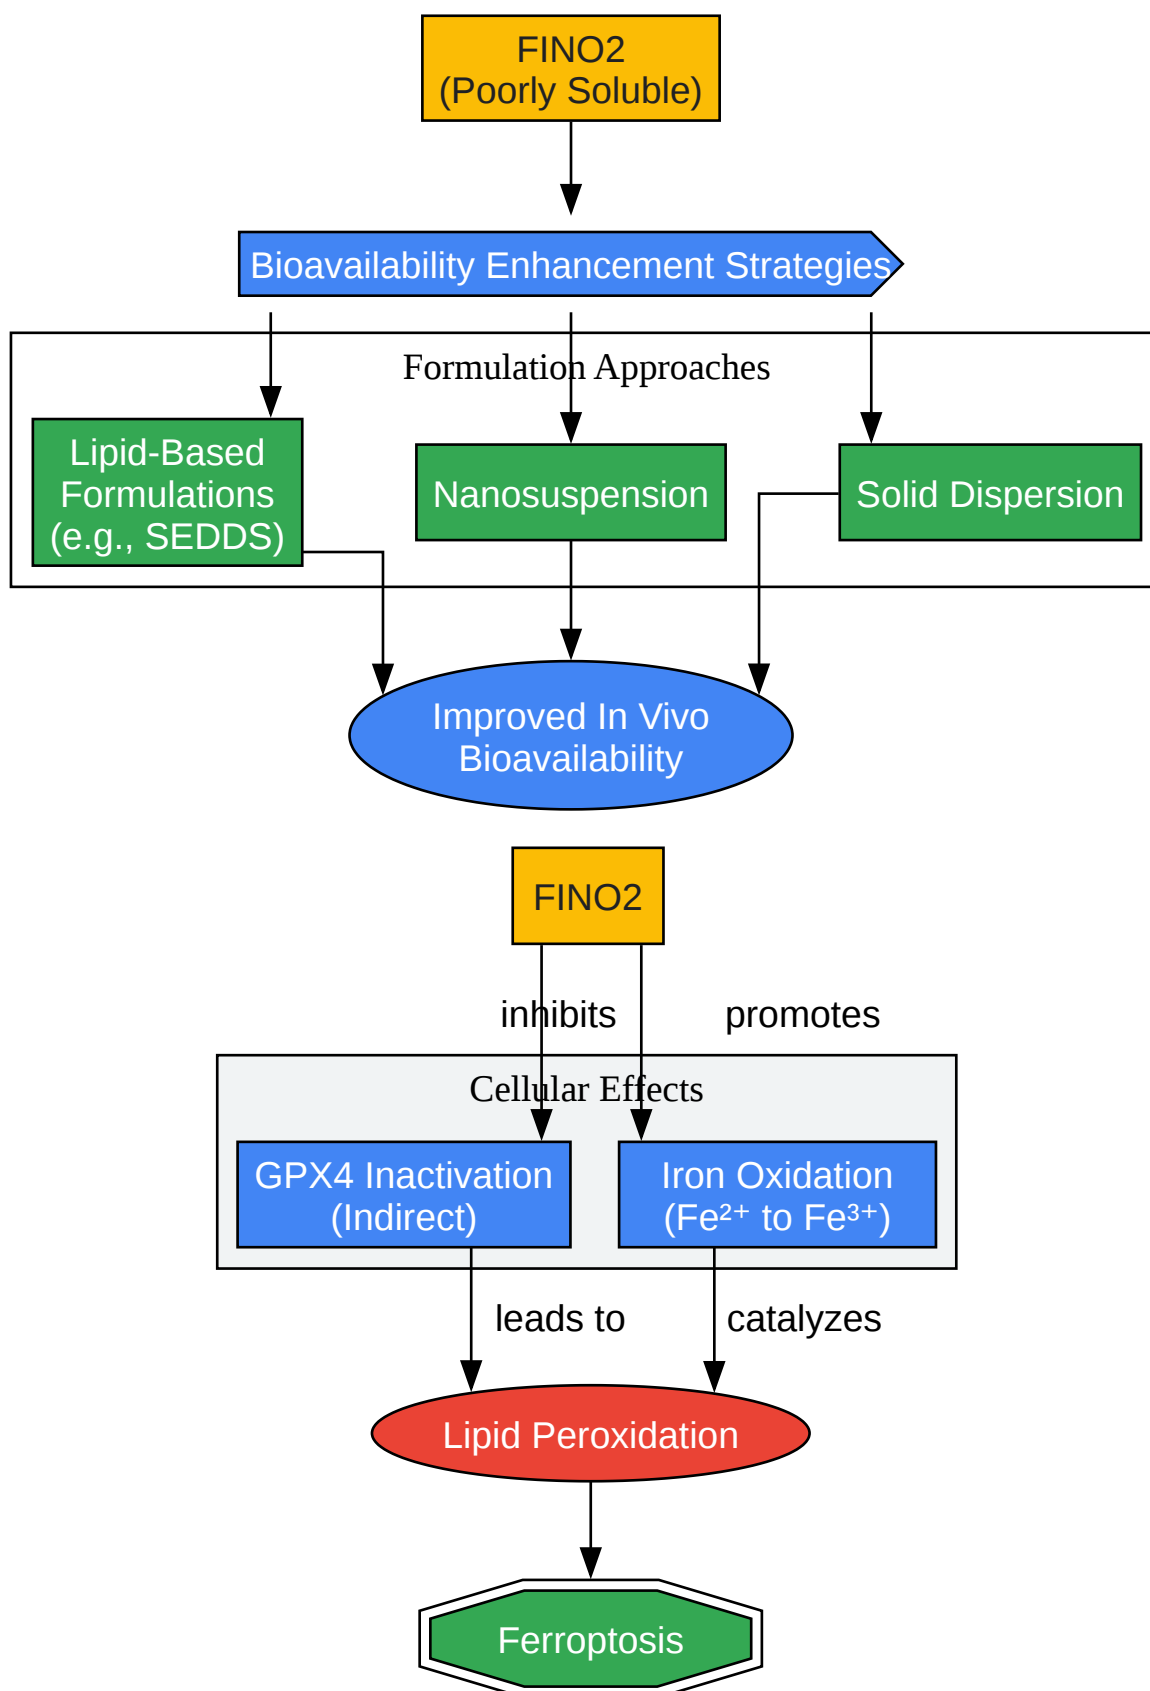 FINO2
(Poorly Soluble)
Bioavailability Enhancement Strategies
Formulation Approaches
Lipid-Based
Formulations
(e.g., SEDDS)
Nanosuspension
Solid Dispersion
Improved In Vivo
Bioavailability
FINO2
inhibits
promotes
Cellular Effects
GPX4 Inactivation
(Indirect)
Iron Oxidation
(Fe²⁺ to Fe³⁺)
leads to
catalyzes
Lipid Peroxidation
Ferroptosis